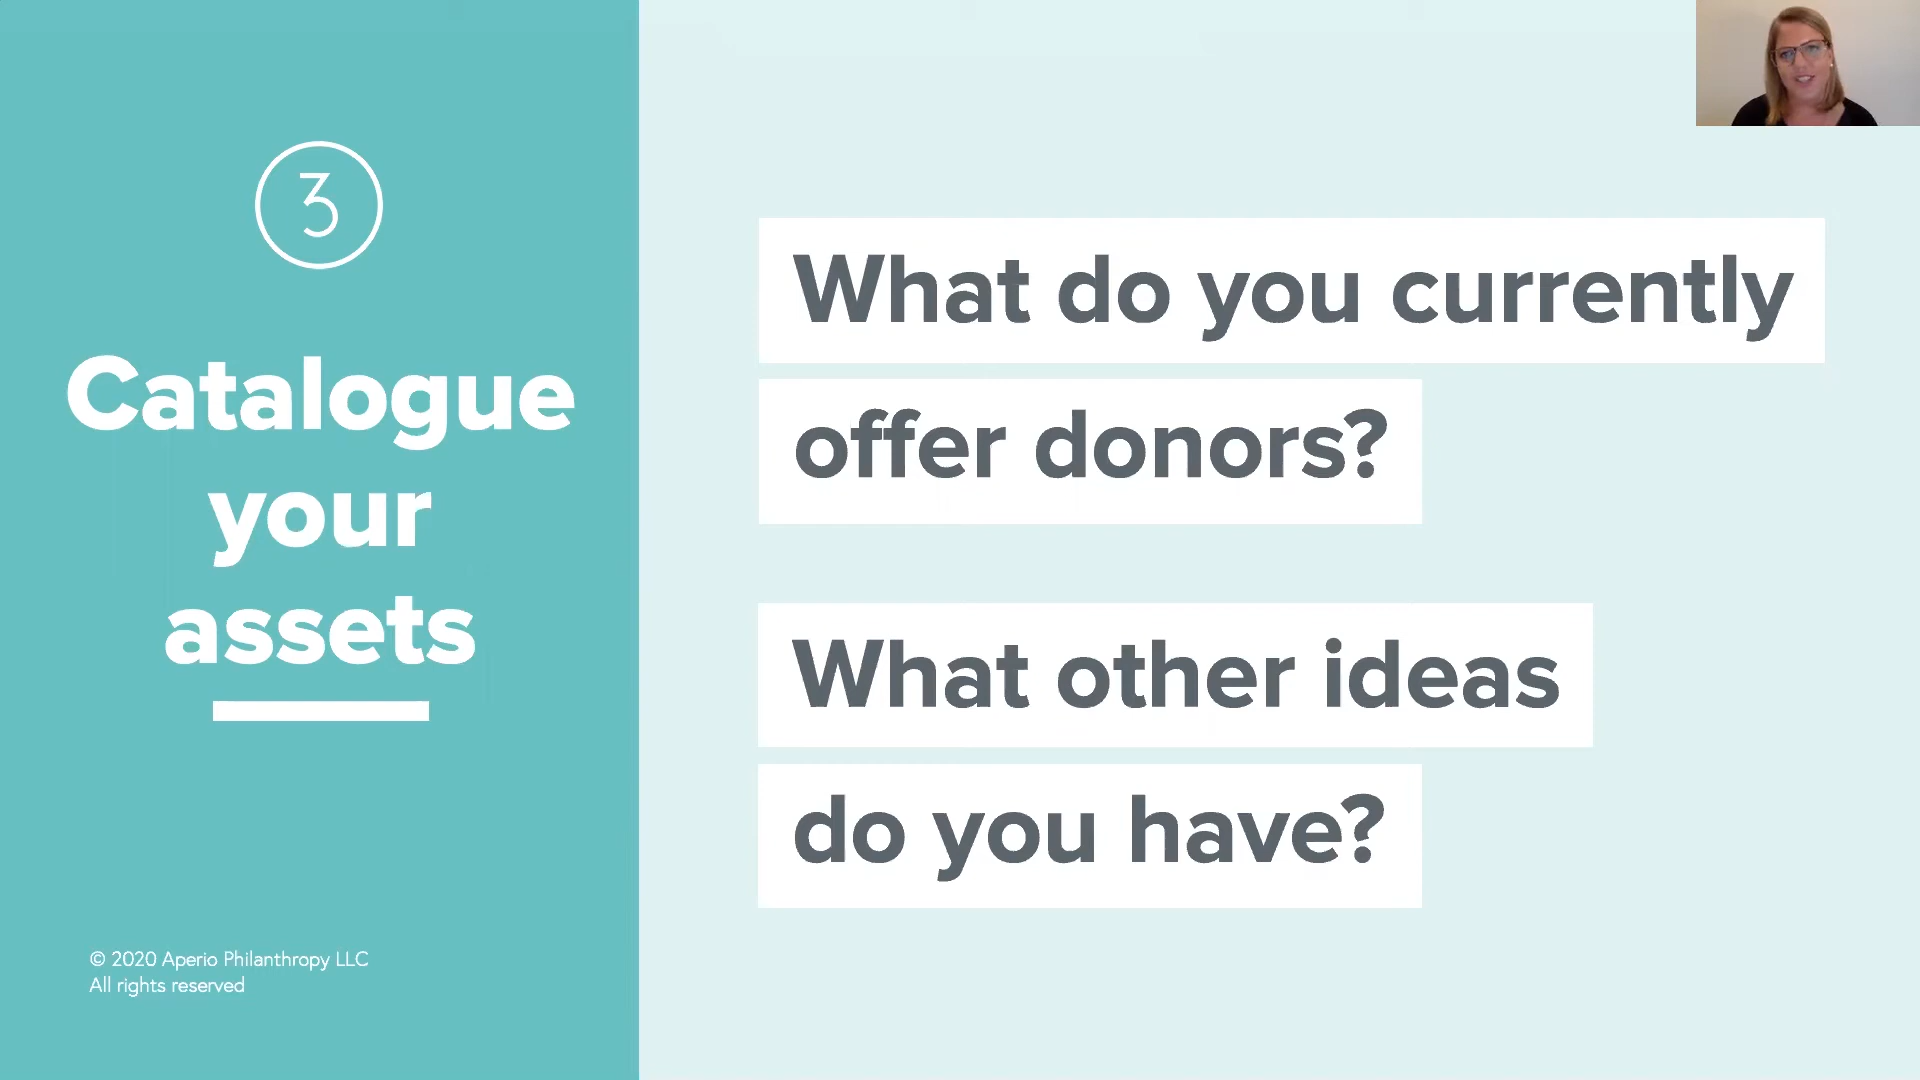 3
Catalogue
your
assets
What do you currently
offer donors?
What other ideas
do you have?
© 2020 Aperio Philanthropy LLC
All rights reserved